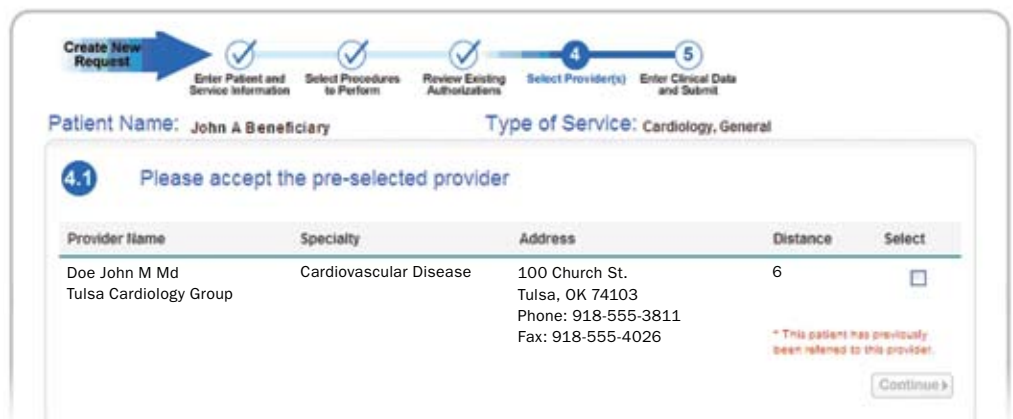 Create New
Request
4
5
Enter Patient and
Service Information
Select Procedures
to Perform
Review Existing
Authorizations
Select Provider(s)
Enter Clinical Data
and Submit
Patient Name: John A Beneficiary
Type of Service: Cardiology, General
4.1 Please accept the pre-selected provider
Provider Name Specialty Address Distance Select
Doe John M Md Cardiovascular Disease 100 Church St. 6
Tulsa Cardiology Group Tulsa, OK 74103
Phone: 918-555-3811
Fax: 918-555-4026
* This patient has previously
been referred to this provider.
Continue